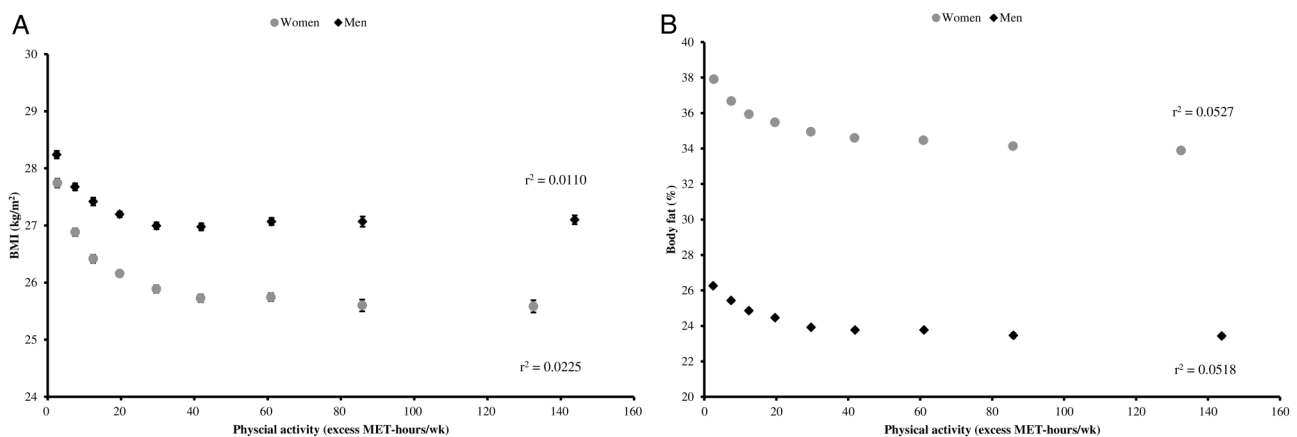 A
Women Men
30
29
28
27
26
25
24
BMI (kg/m²)
r² = 0.0110
r² = 0.0225
0 20 40 60 80 100 120 140 160
Physcial activity (excess MET-hours/wk)
B
Women Men
40
38
36
34
32
30
28
26
24
22
20
Body fat (%)
r² = 0.0527
r² = 0.0518
0 20 40 60 80 100 120 140 160
Physical activity (excess MET-hours/wk)